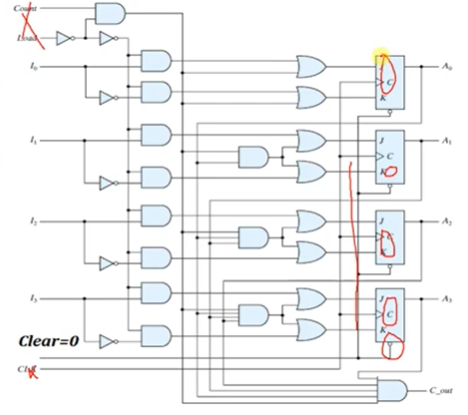 Count
Load
I₀
J
C
K
A₀
I₁
J
C
K
A₁
I₂
J
C
K
A₂
I₃
J
C
K
A₃
Clear=0
CLK
C_out